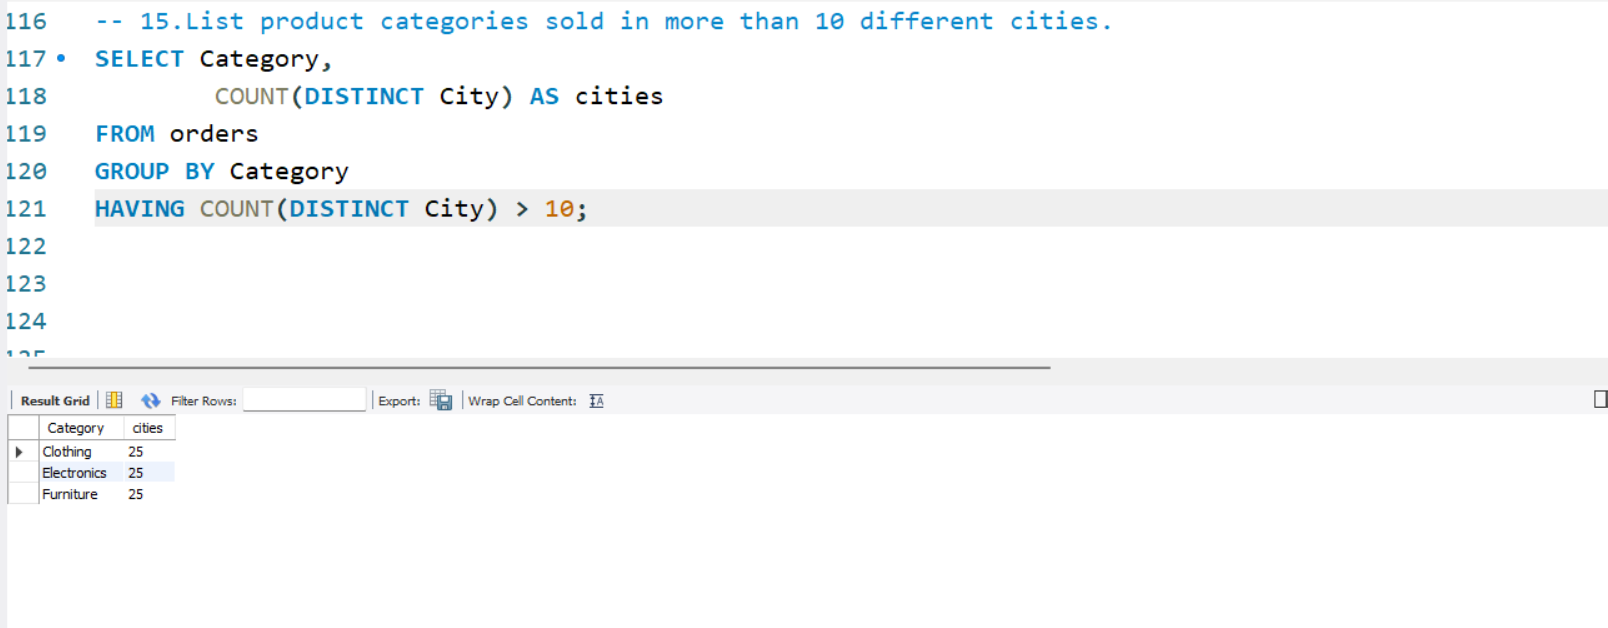 116 -- 15.List product categories sold in more than 10 different cities.
117 SELECT Category,
118 COUNT(DISTINCT City) AS cities
119 FROM orders
120 GROUP BY Category
121 HAVING COUNT(DISTINCT City) > 10;
122
123
124
125
Result Grid Filter Rows: Export: Wrap Cell Content: IA
Category cities
Clothing 25
Electronics 25
Furniture 25